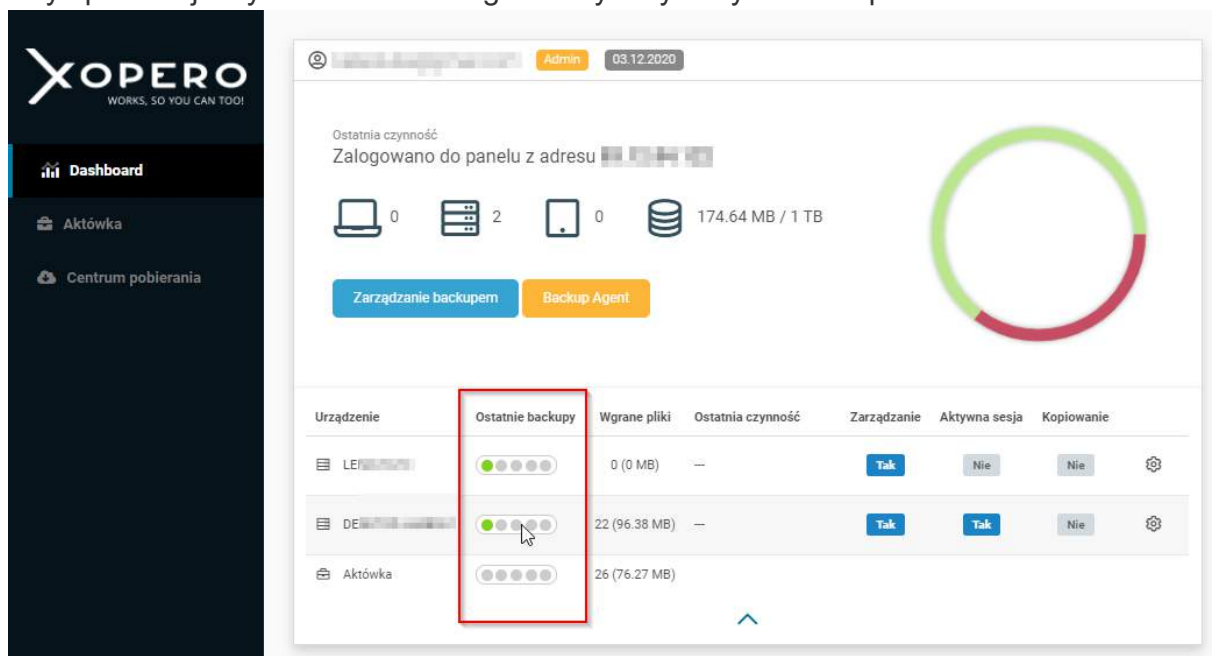 XOPERO
WORKS, SO YOU CAN TOO!
Dashboard
Aktówka
Centrum pobierania
Admin 03.12.2020
Ostatnia czynność
Zalogowano do panelu z adresu
0 2 0 174.64 MB / 1 TB
Zarządzanie backupem Backup Agent
Urządzenie Ostatnie backupy Wgrane pliki Ostatnia czynność Zarządzanie Aktywna sesja Kopiowanie
0 (0 MB) --- Tak Nie Nie
22 (96.38 MB) --- Tak Tak Nie
Aktówka 26 (76.27 MB)